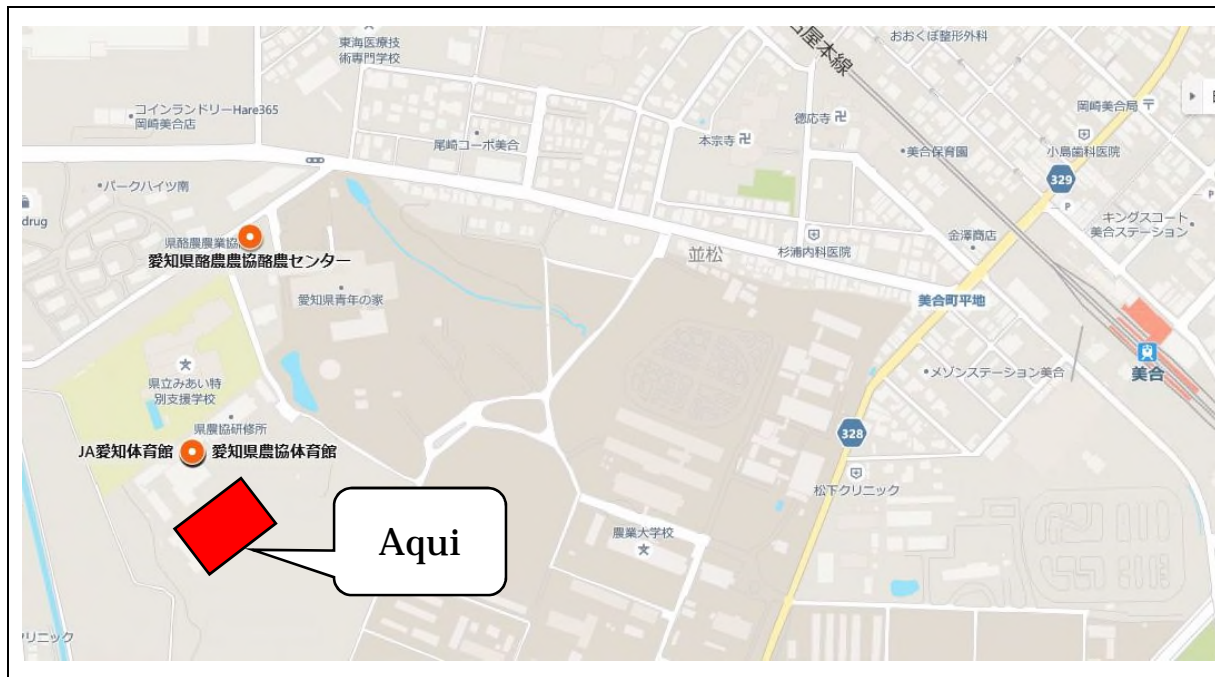 東海医療技
術専門学校
屋本線
おおくぼ整形外科
コインランドリーHare365
岡崎美合店
岡崎美合局
尾崎コーポ美合
本宗寺
徳応寺
美合保育園
小島歯科医院
329
パークハイツ南
P
P
drug
キングスコート
美合ステーション
県酪農農業協
愛知県酪農農協酪農センター
並松
杉浦内科医院
金澤商店
愛知県青年の家
美合町平地
県立みあい特
別支援学校
メゾンステーション美合
美合
県農協研修所
328
JA愛知体育館
愛知県農協体育館
松下クリニック
Aqui
農業大学校
リニック